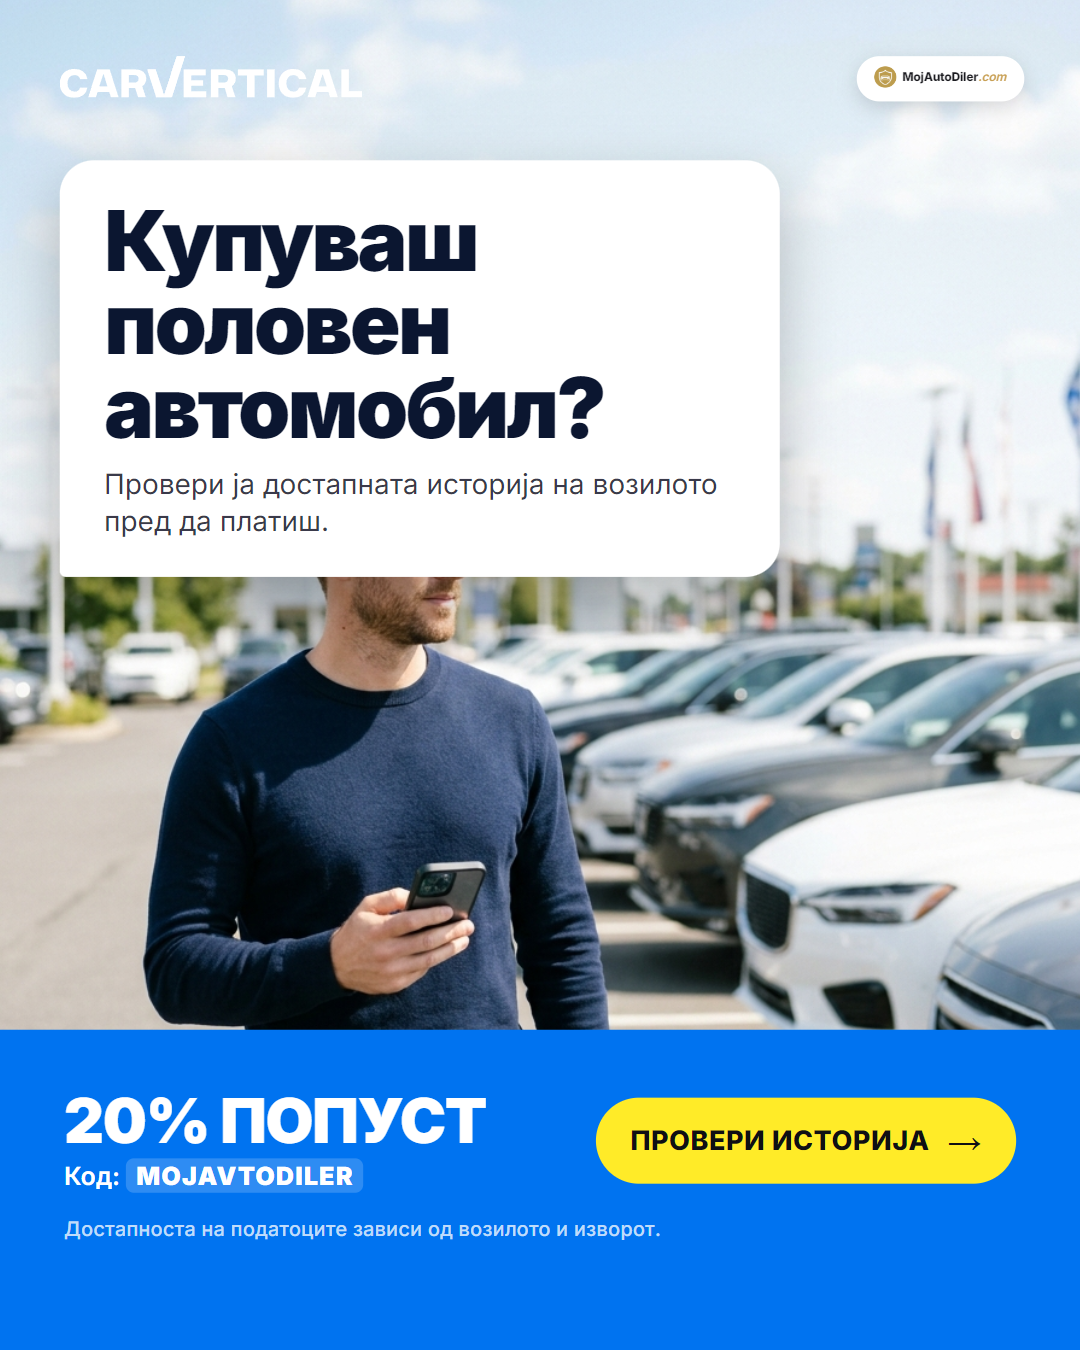 CARVERTICAL
MojAutoDiler.com
Купуваш
половен
автомобил?
Провери ја достапната историја на возилото
пред да платиш.
20% ПОПУСТ
Код: MOJAVTODILER
ПРОВЕРИ ИСТОРИЈА →
Достапноста на податоците зависи од возилото и изворот.